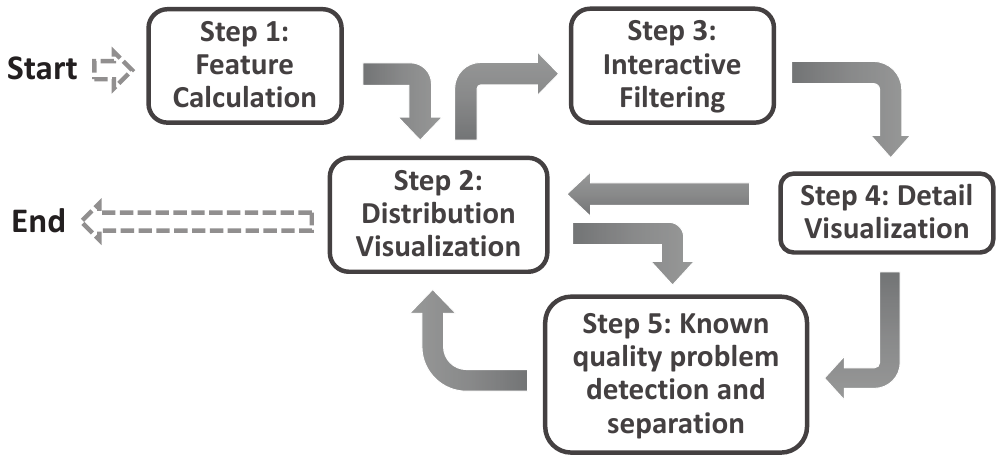 Start
Step 1:
Feature
Calculation
Step 3:
Interactive
Filtering
End
Step 2:
Distribution
Visualization
Step 4: Detail
Visualization
Step 5: Known
quality problem
detection and
separation